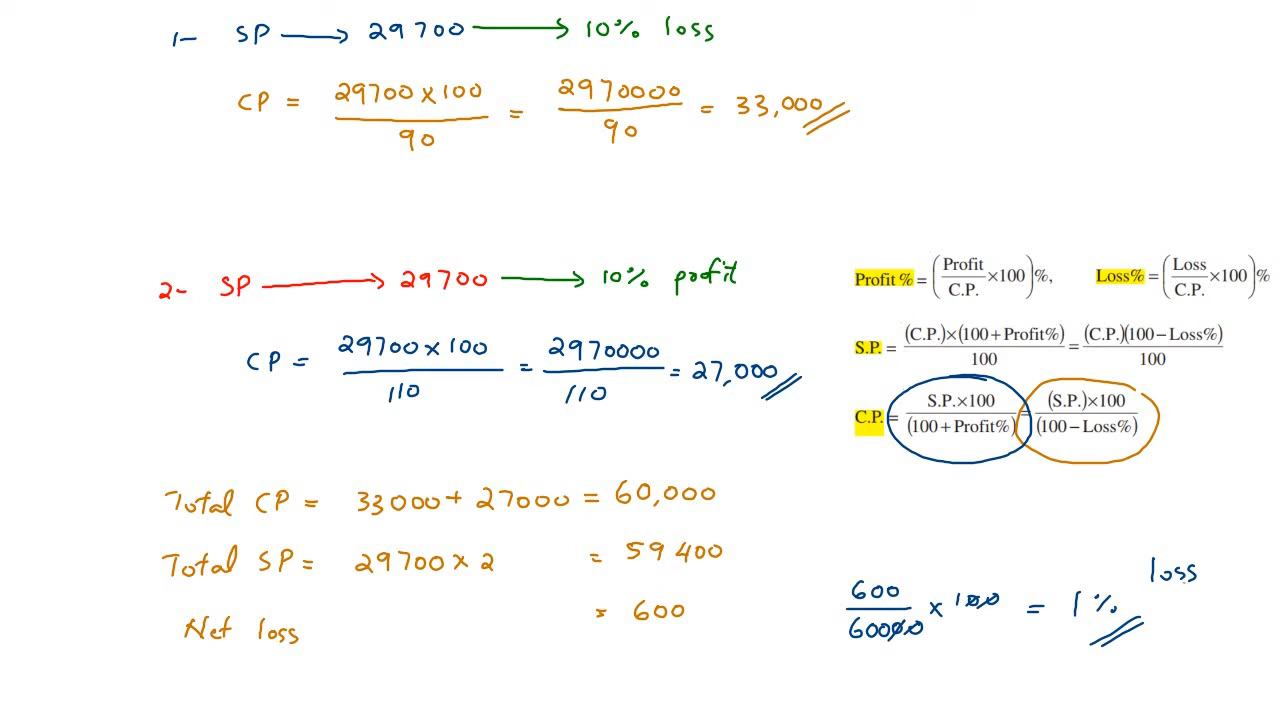 1- SP → 29700 → 10% loss
CP = 29700 x 100 / 90 = 2970000 / 90 = 33,000
2- SP → 29700 → 10% profit
CP = 29700 x 100 / 110 = 2970000 / 110 = 27,000
Profit % = (Profit / C.P. ×100)%, Loss% = (Loss / C.P. ×100)%
S.P. = (C.P.)×(100+Profit%) / 100 = (C.P.)(100−Loss%) / 100
C.P. = S.P.×100 / (100+Profit%) = (S.P.)×100 / (100−Loss%)
Total CP = 33000 + 27000 = 60,000
Total SP = 29700 x 2 = 59400
Net loss = 600
600 / 60000 x 100 = 1% loss